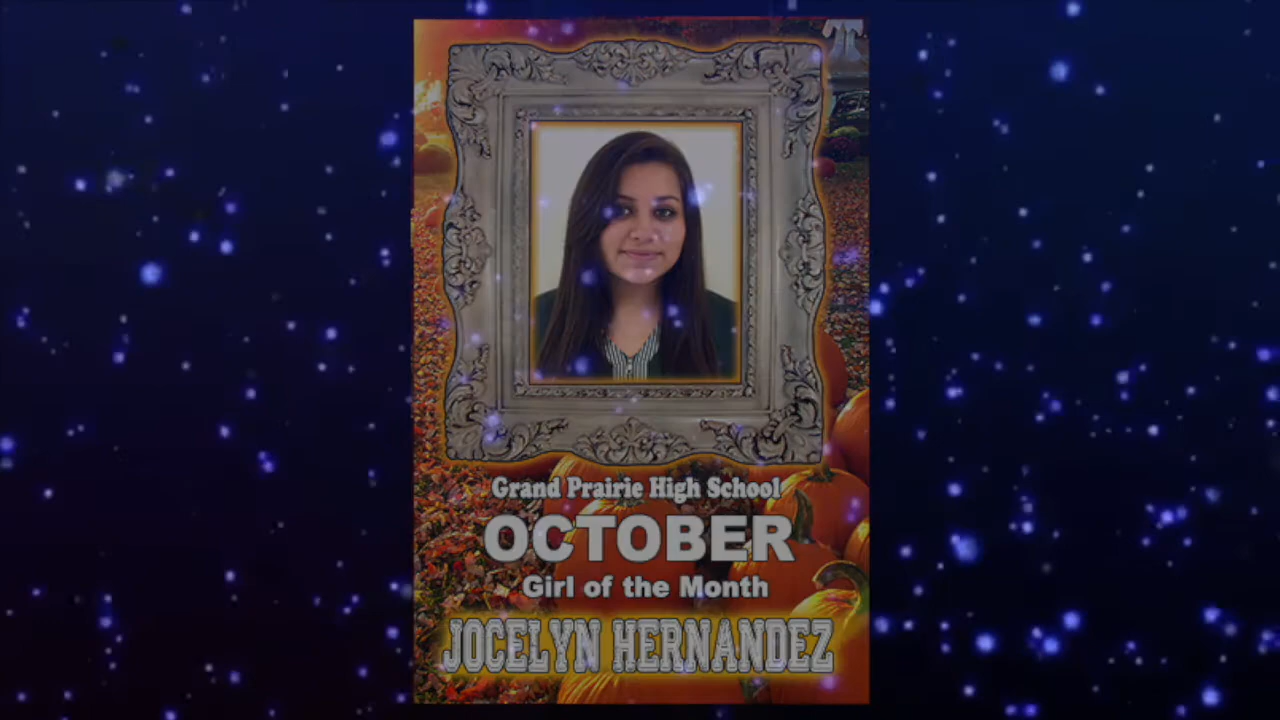 Grand Prairie High School
OCTOBER
Girl of the Month
JOCELYN HERNANDEZ